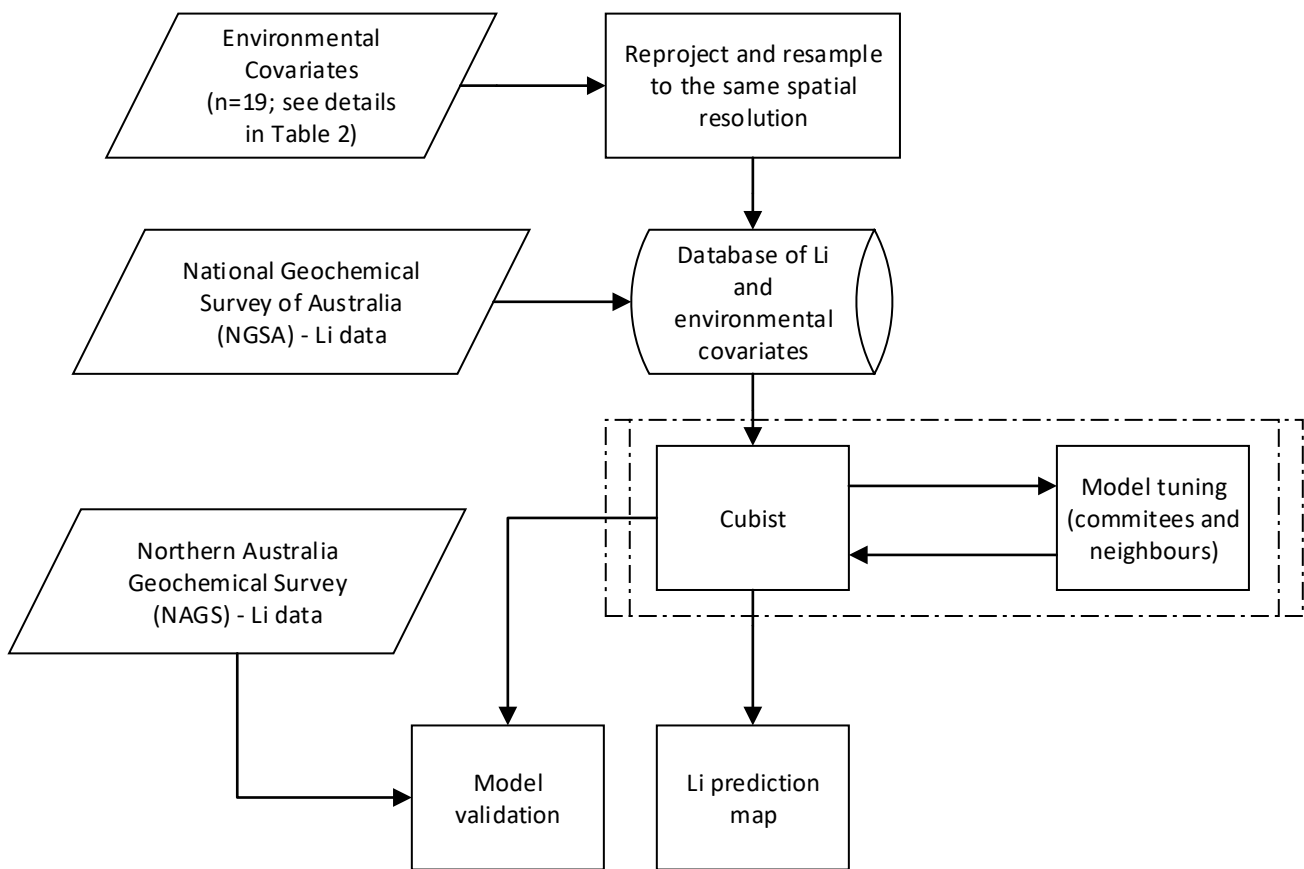 Environmental
Covariates
(n=19; see details
in Table 2)
Reproject and resample
to the same spatial
resolution
National Geochemical
Survey of Australia
(NGSA) - Li data
Database of Li
and
environmental
covariates
Cubist
Model tuning
(commitees and
neighbours)
Northern Australia
Geochemical Survey
(NAGS) - Li data
Model
validation
Li prediction
map